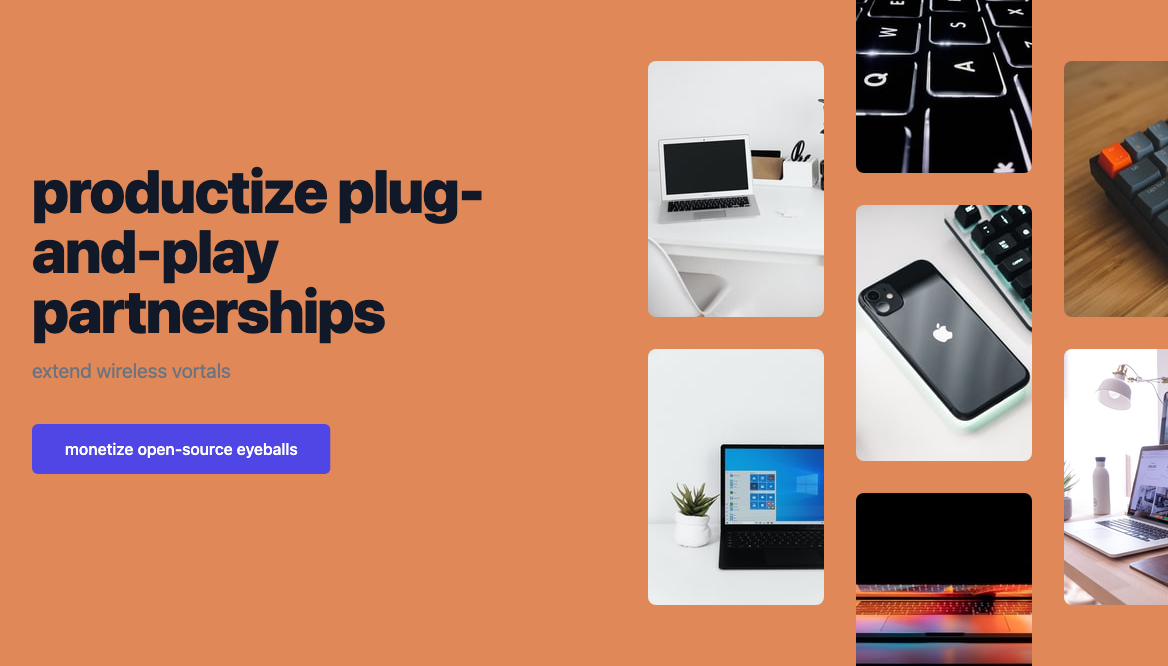 productize plug-
and-play
partnerships
extend wireless vortals
monetize open-source eyeballs
W
E
S
X
Q
A
Z